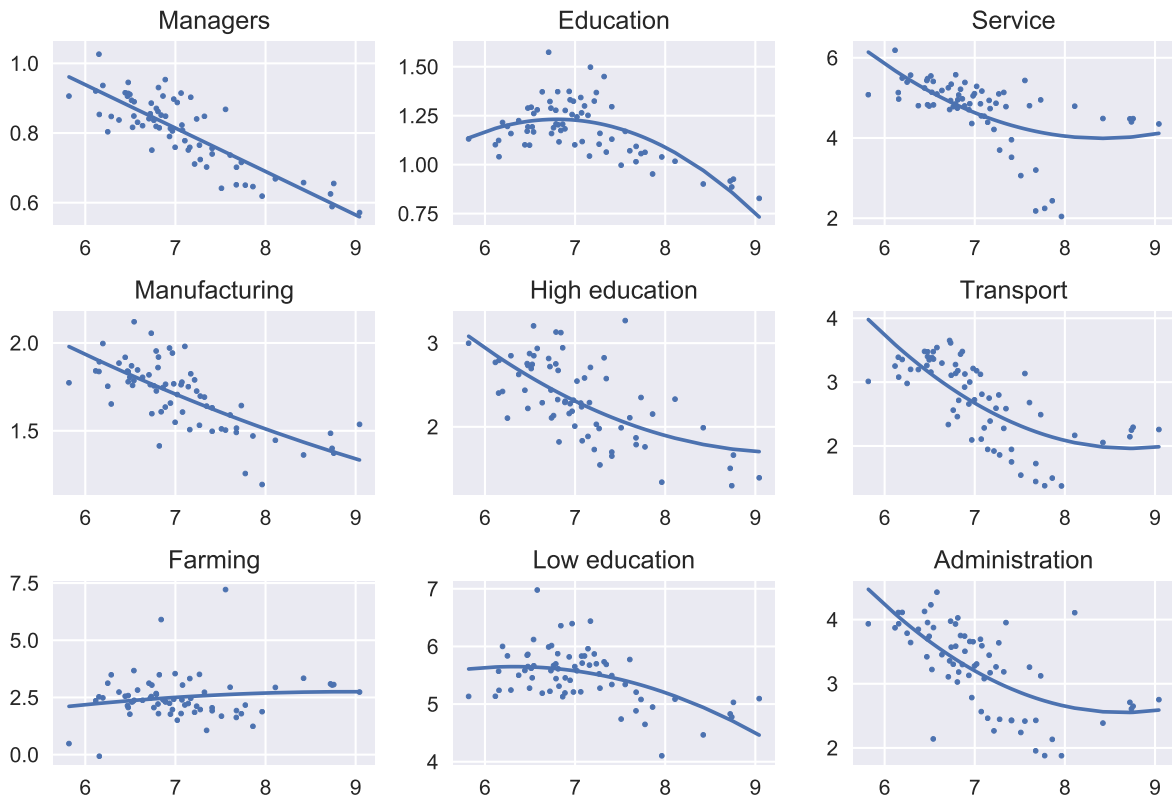 Managers Education Service
1.0 1.50 6
0.8 1.25 4
1.00
0.6 0.75 2
6 7 8 9 6 7 8 9 6 7 8 9
Manufacturing High education Transport
2.0 3 4
3
1.5 2 2
6 7 8 9 6 7 8 9 6 7 8 9
Farming Low education Administration
7.5 7
5.0 6 4
2.5 5 3
0.0 4 2
6 7 8 9 6 7 8 9 6 7 8 9